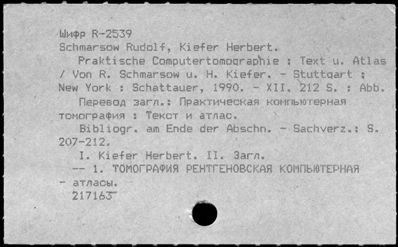 Шифр R-2539
Schmarsow Rudolf, Kiefer Herbert.
Praktische Computertomographie : Text u. Atlas
/ Von R. Schmarsow u. H. Kiefer. - Stuttgart ;
New York : Schattauer, 1990. - XII. 212 S. : Abb.
Перевод загл.: Практическая компьютерная
томография : Текст и атлас.
Bibliogr. am Ende der Abschn. - Sachverz.: S.
207-212.
I. Kiefer Herbert. II. Загл.
-- 1. ТОМОГРАФИЯ РЕНТГЕНОВСКАЯ КОМПЬЮТЕРНАЯ
- атласы.
217163